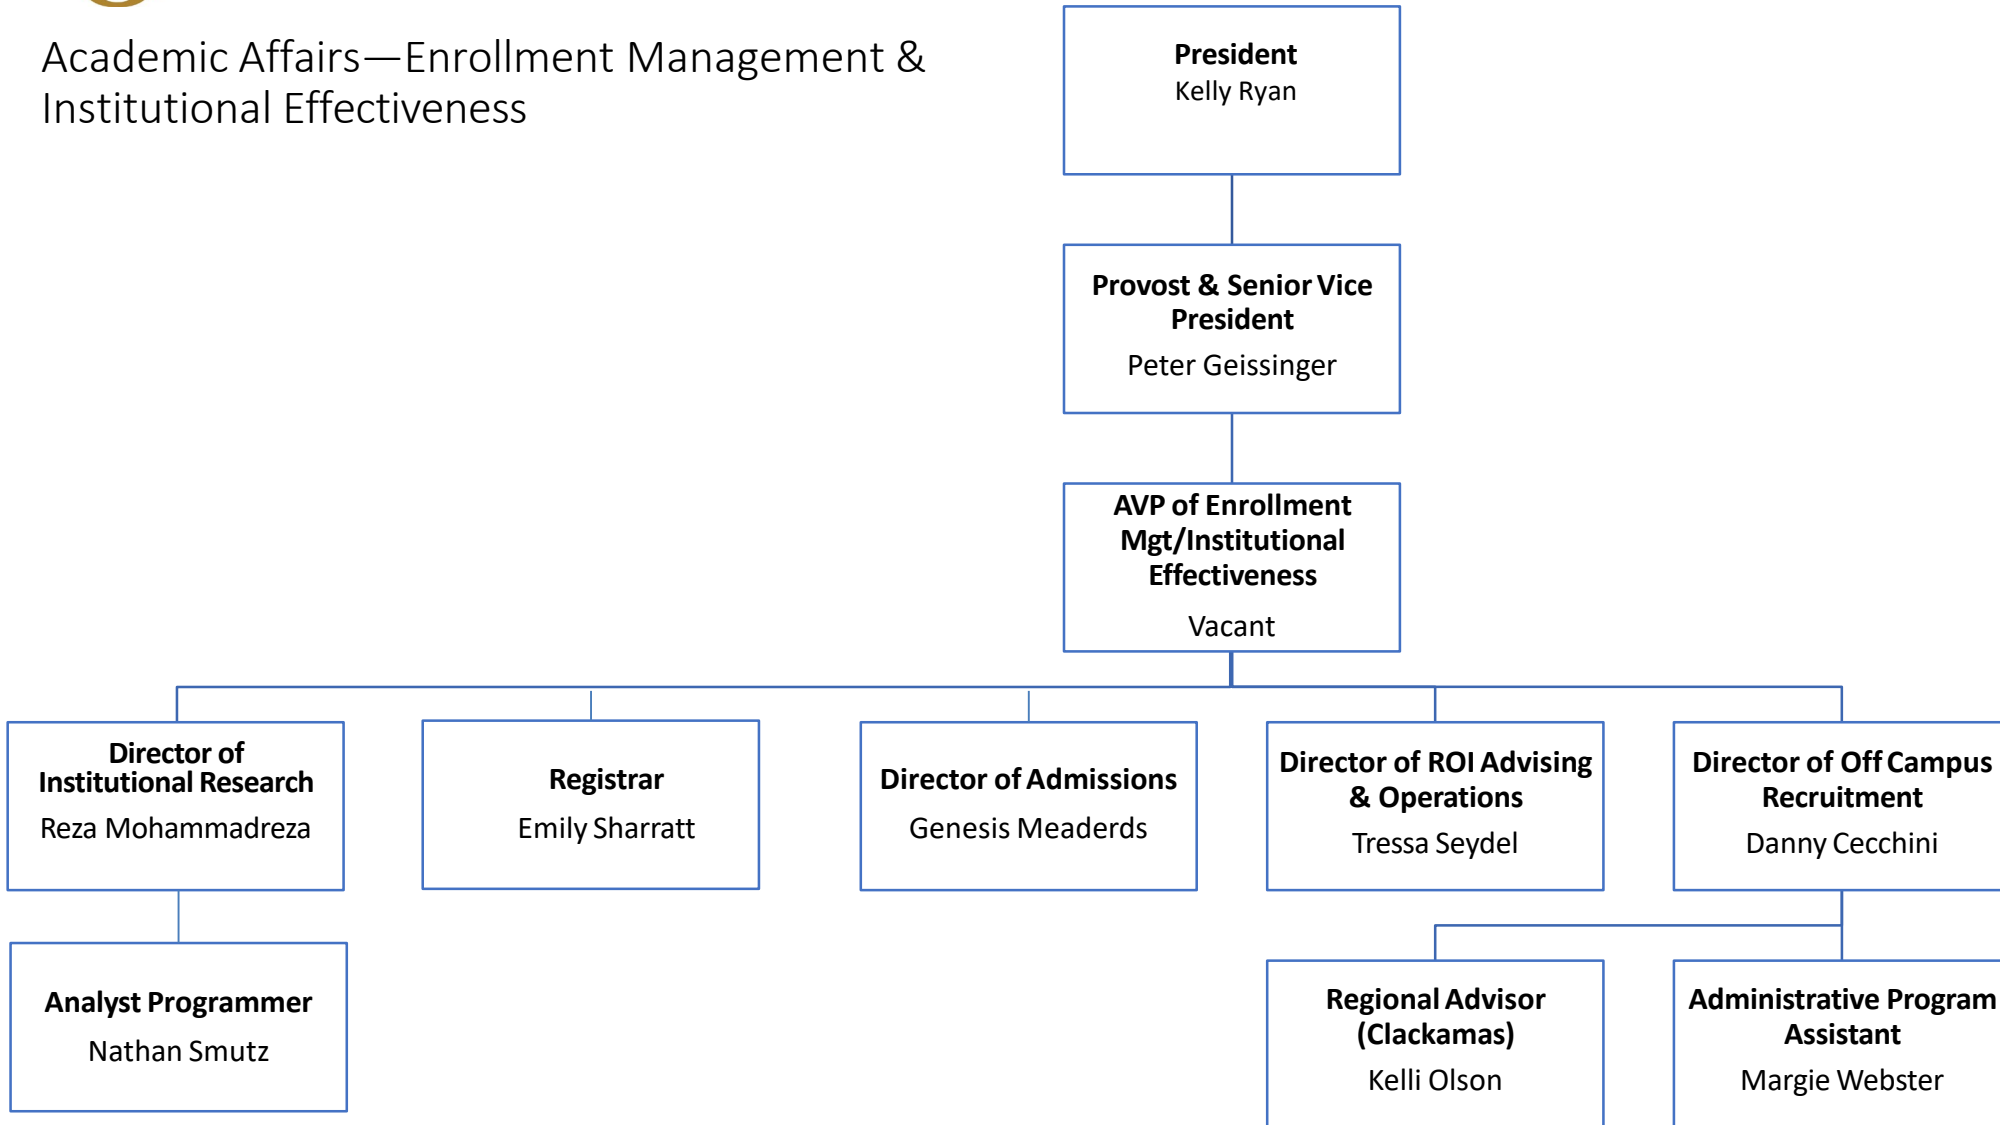 Academic Affairs—Enrollment Management &
Institutional Effectiveness
President
Kelly Ryan
Provost & Senior Vice
President
Peter Geissinger
AVP of Enrollment
Mgt/Institutional
Effectiveness
Vacant
Director of
Institutional Research
Reza Mohammadreza
Registrar
Emily Sharratt
Director of Admissions
Genesis Meaderds
Director of ROI Advising
& Operations
Tressa Seydel
Director of Off Campus
Recruitment
Danny Cecchini
Analyst Programmer
Nathan Smutz
Regional Advisor
(Clackamas)
Kelli Olson
Administrative Program
Assistant
Margie Webster